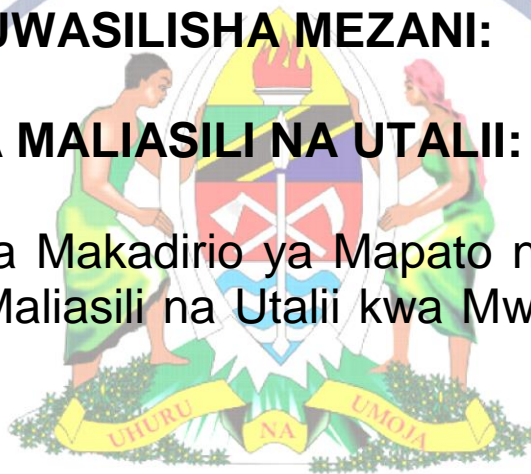 UWASILISHA MEZANI:
A MALIASILI NA UTALII:
a Makadirio ya Mapato n
Maliasili na Utalii kwa Mw
UHURU NA UMOJA